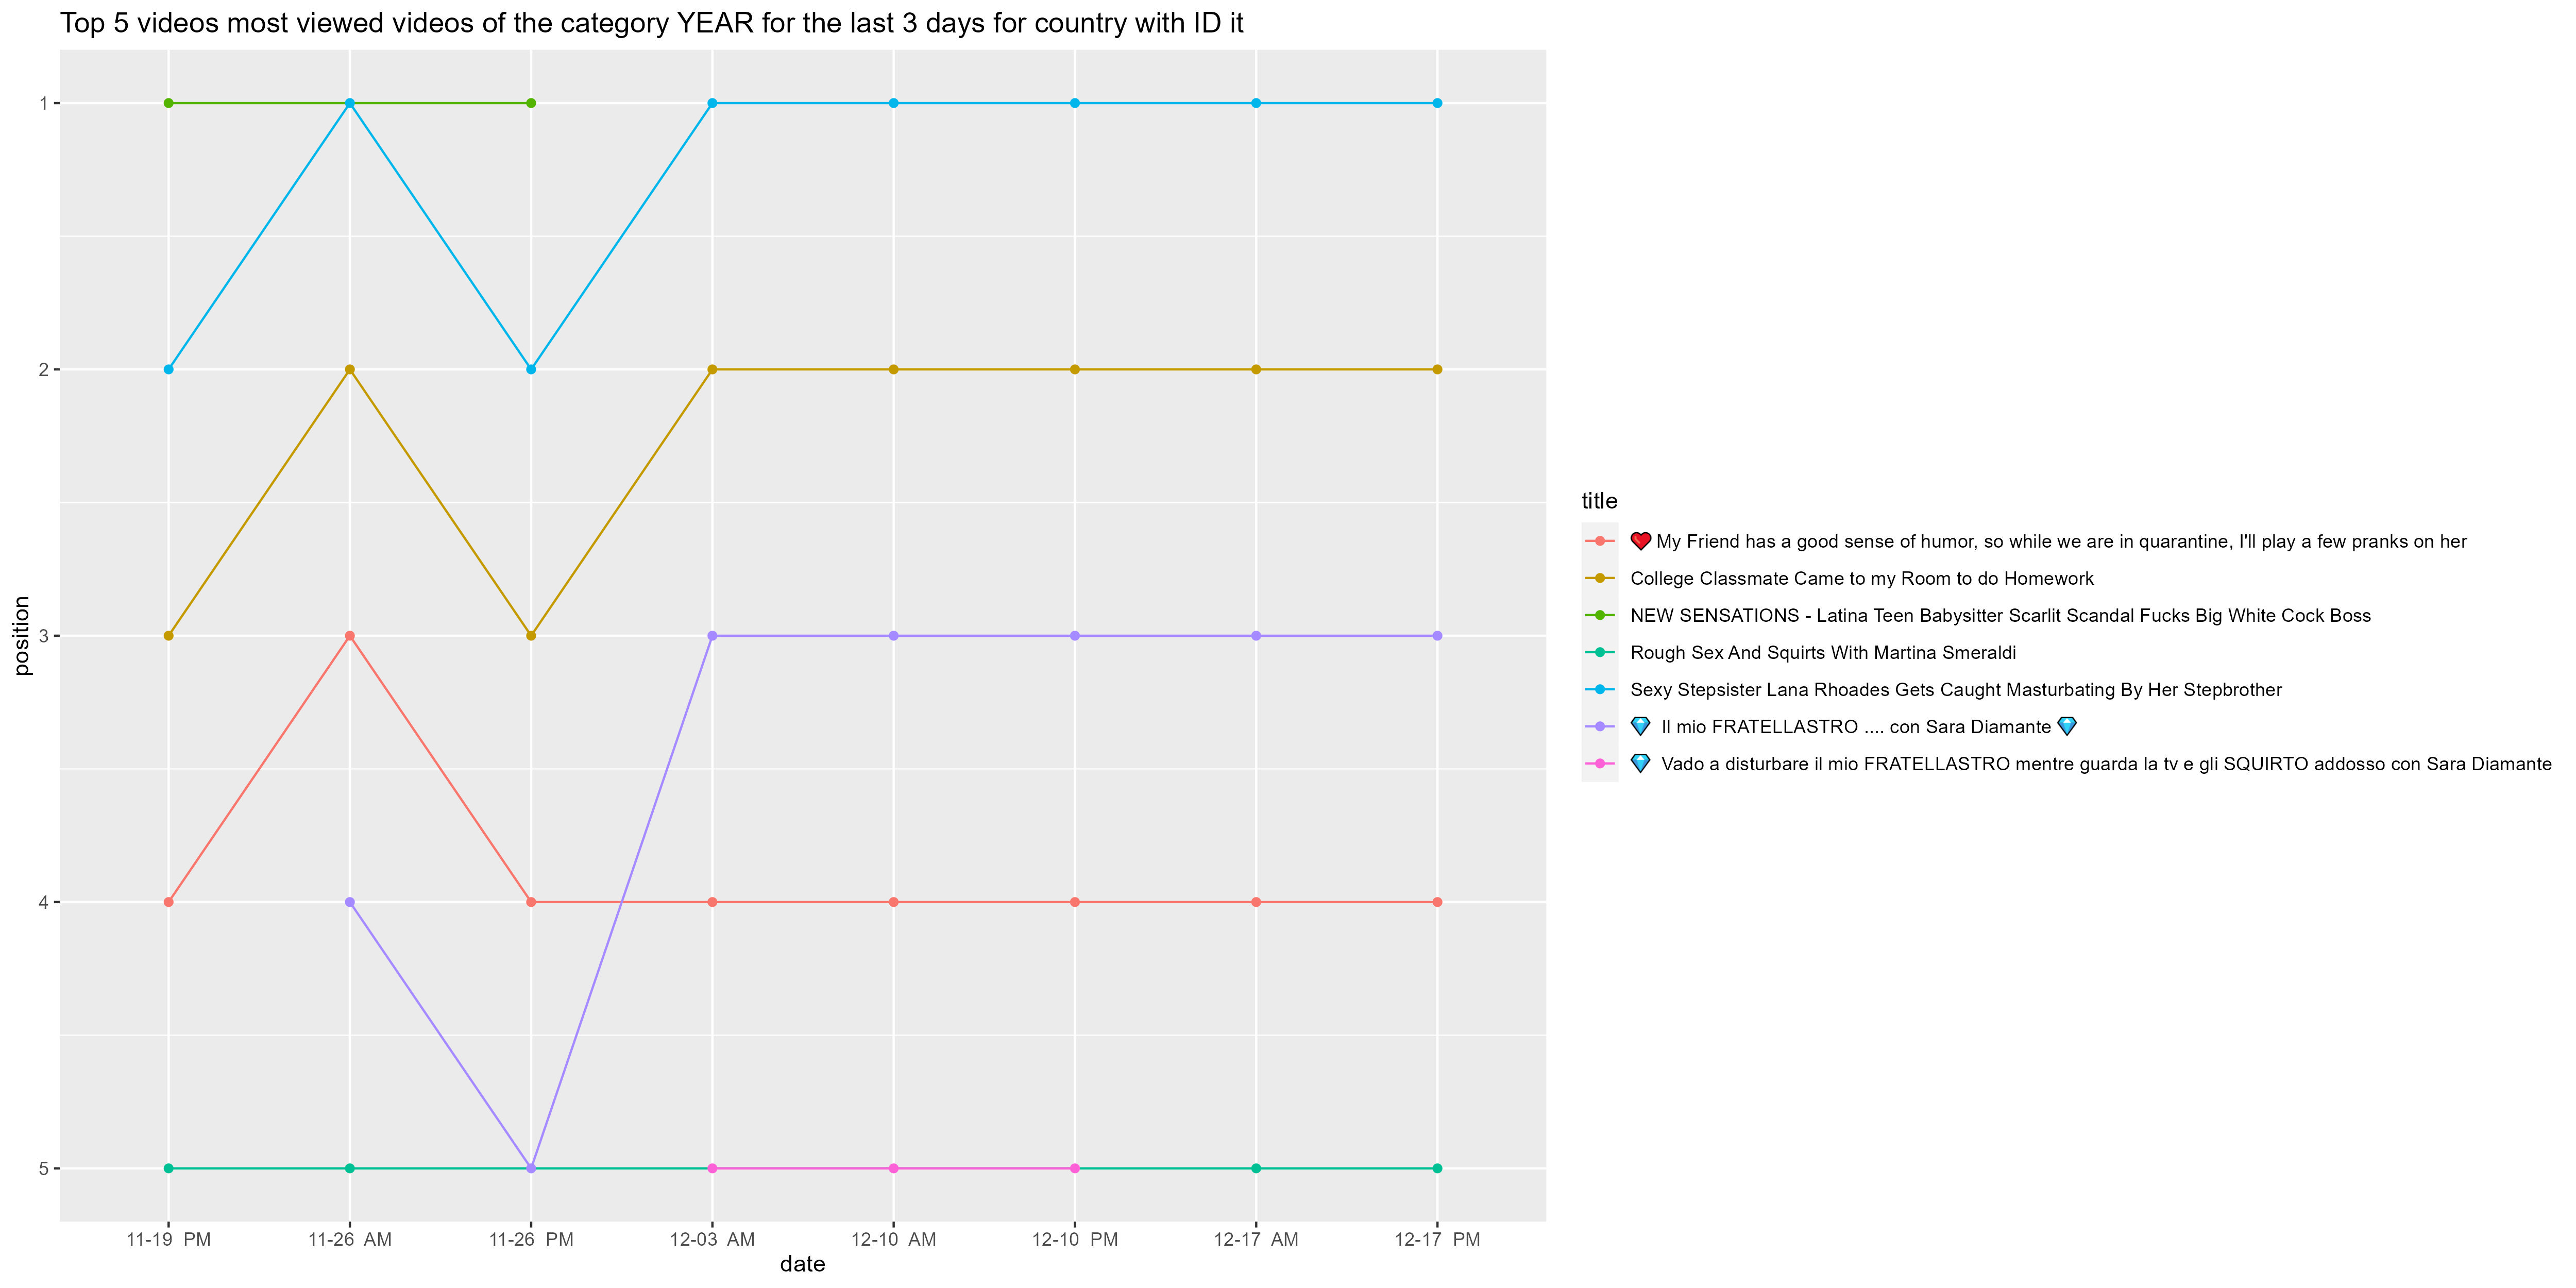 Top 5 videos most viewed videos of the category YEAR for the last 3 days for country with ID it
1
2
3
4
5
position
11-19 PM
11-26 AM
11-26 PM
12-03 AM
12-10 AM
12-10 PM
12-17 AM
12-17 PM
date
title
❤️ My Friend has a good sense of humor, so while we are in quarantine, I'll play a few pranks on her
College Classmate Came to my Room to do Homework
NEW SENSATIONS - Latina Teen Babysitter Scarlit Scandal Fucks Big White Cock Boss
Rough Sex And Squirts With Martina Smeraldi
Sexy Stepsister Lana Rhoades Gets Caught Masturbating By Her Stepbrother
💎 Il mio FRATELLASTRO .... con Sara Diamante 💎
💎 Vado a disturbare il mio FRATELLASTRO mentre guarda la tv e gli SQUIRTO addosso con Sara Diamante